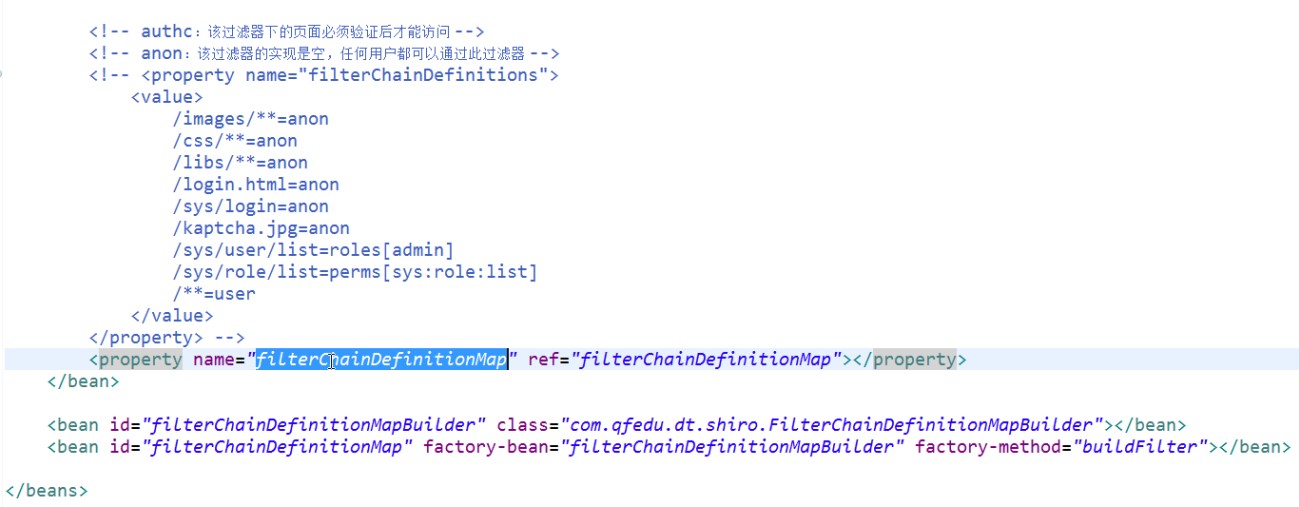 <!-- authc：该过滤器下的页面必须验证后才能访问 -->
<!-- anon：该过滤器的实现是空，任何用户都可以通过此过滤器 -->
<!-- <property name="filterChainDefinitions">
<value>
/images/**=anon
/css/**=anon
/libs/**=anon
/login.html=anon
/sys/login=anon
/kaptcha.jpg=anon
/sys/user/list=roles[admin]
/sys/role/list=perms[sys:role:list]
/**=user
</value>
</property> -->
<property name="filterChainDefinitionMap" ref="filterChainDefinitionMap"></property>
</bean>
<bean id="filterChainDefinitionMapBuilder" class="com.qfedu.dt.shiro.FilterChainDefinitionMapBuilder"></bean>
<bean id="filterChainDefinitionMap" factory-bean="filterChainDefinitionMapBuilder" factory-method="buildFilter"></bean>
</beans>